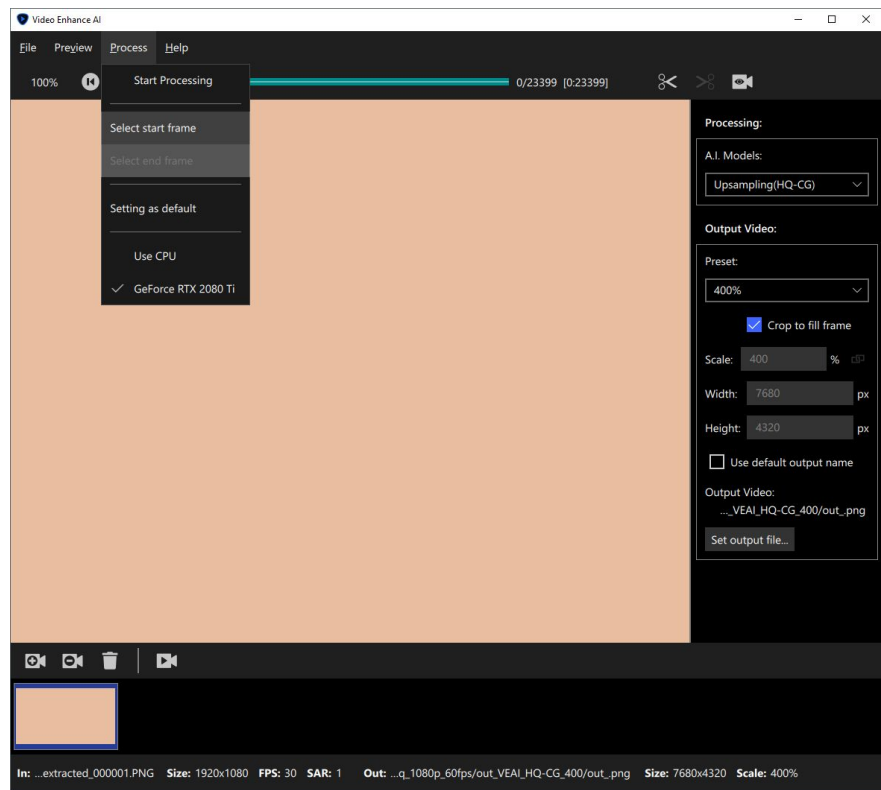 Video Enhance AI
File Preview Process Help
100% 0/23399 [0:23399]
Start Processing
Select start frame
Select end frame
Setting as default
Use CPU
GeForce RTX 2080 Ti
Processing:
A.I. Models:
Upsampling(HQ-CG)
Output Video:
Preset:
400%
Crop to fill frame
Scale: 400 %
Width: 7680 px
Height: 4320 px
Use default output name
Output Video:
..._VEAI_HQ-CG_400/out_.png
Set output file...
In: ...extracted_000001.PNG Size: 1920x1080 FPS: 30 SAR: 1 Out: ...q_1080p_60fps/out_VEAI_HQ-CG_400/out_.png Size: 7680x4320 Scale: 400%